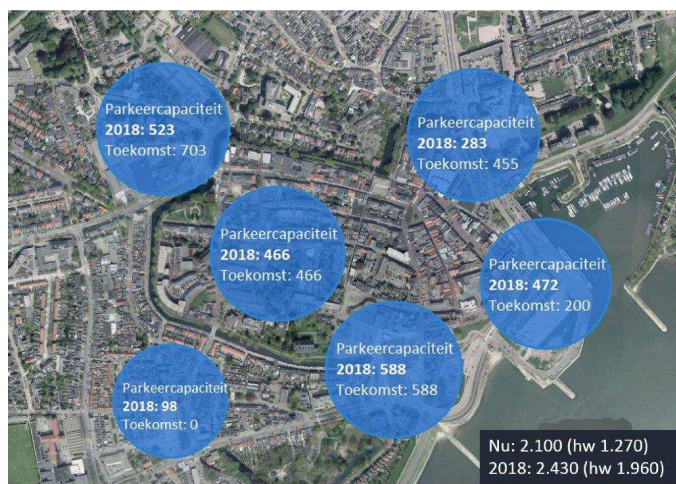 Parkeercapaciteit
2018: 523
Toekomst: 703
Parkeercapaciteit
2018: 283
Toekomst: 455
Parkeercapaciteit
2018: 466
Toekomst: 466
Parkeercapaciteit
2018: 472
Toekomst: 200
Parkeercapaciteit
2018: 588
Toekomst: 588
Parkeercapaciteit
2018: 98
Toekomst: 0
Nu: 2.100 (hw 1.270)
2018: 2.430 (hw 1.960)